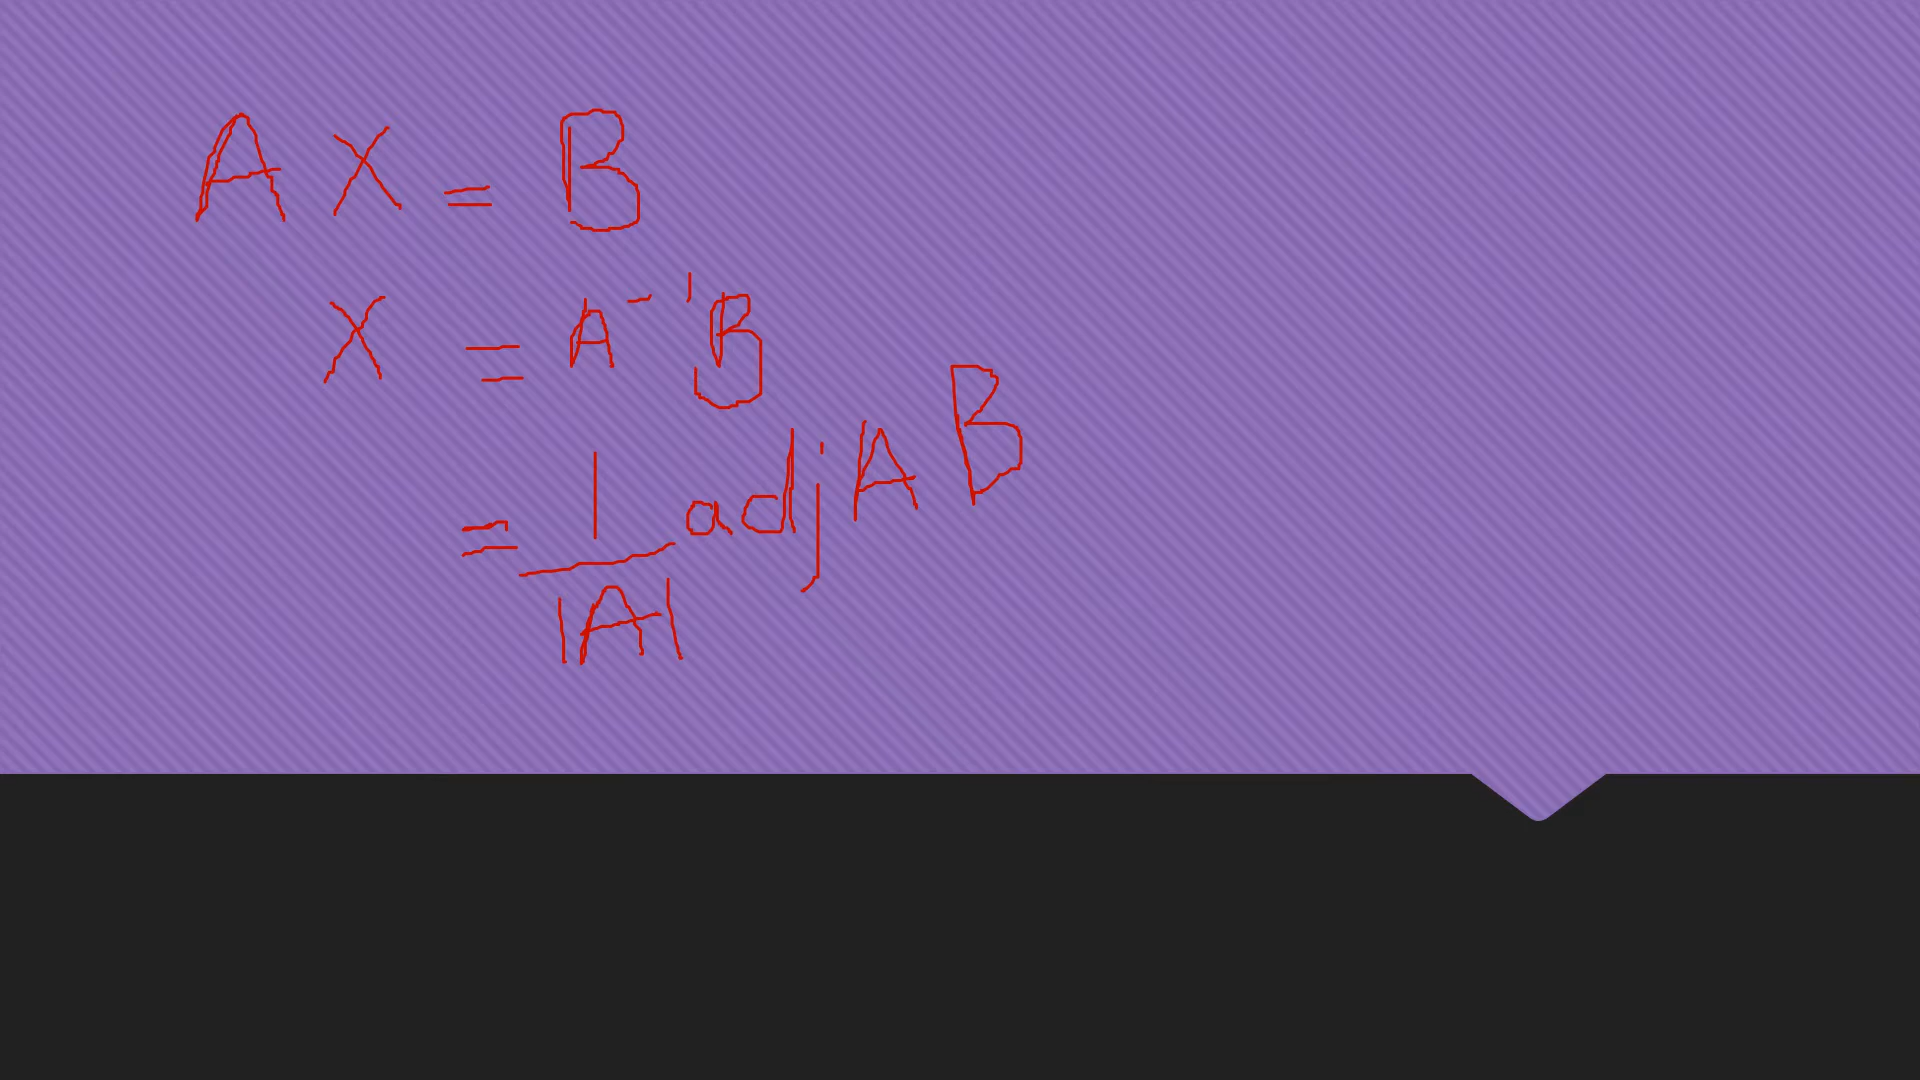 AX = B
X = A⁻¹B
= 1/|A| adjA B